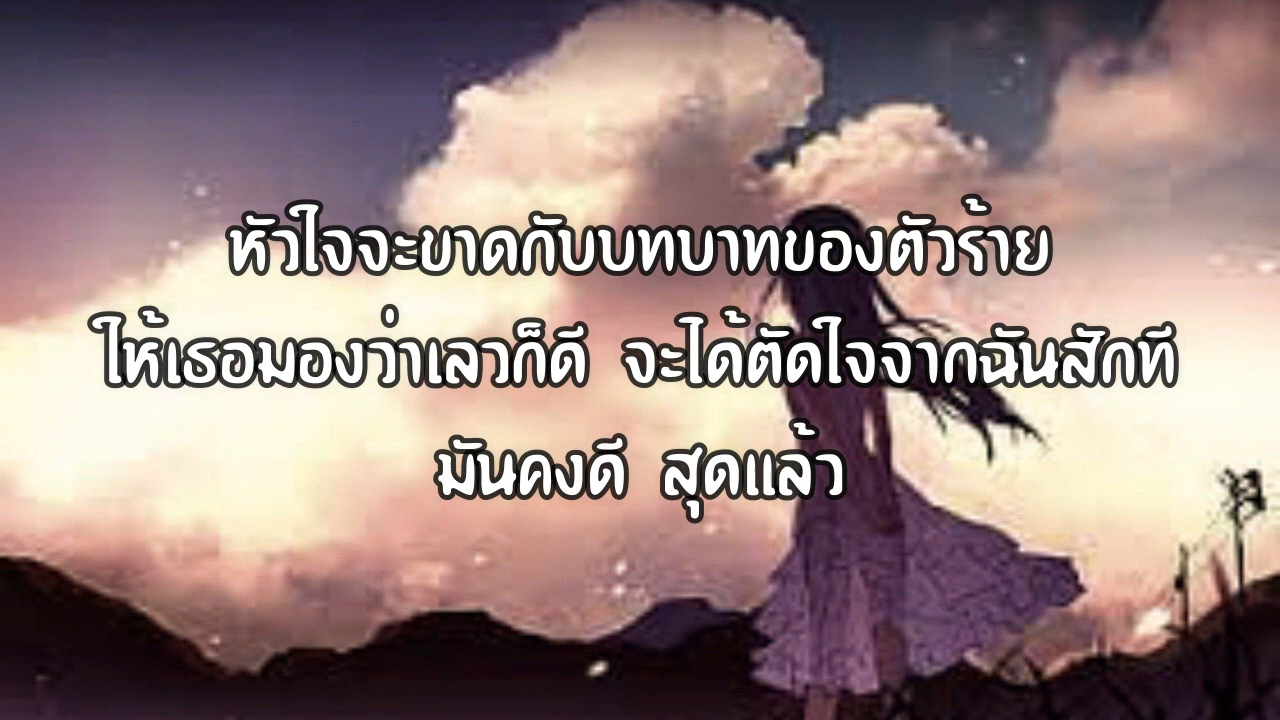 หัวใจจะขาดกับบทบาทของตัวร้าย
ให้เธอมองว่าเลวก็ดี จะได้ตัดใจจากฉันสักที
มันคงดี สุดแล้ว